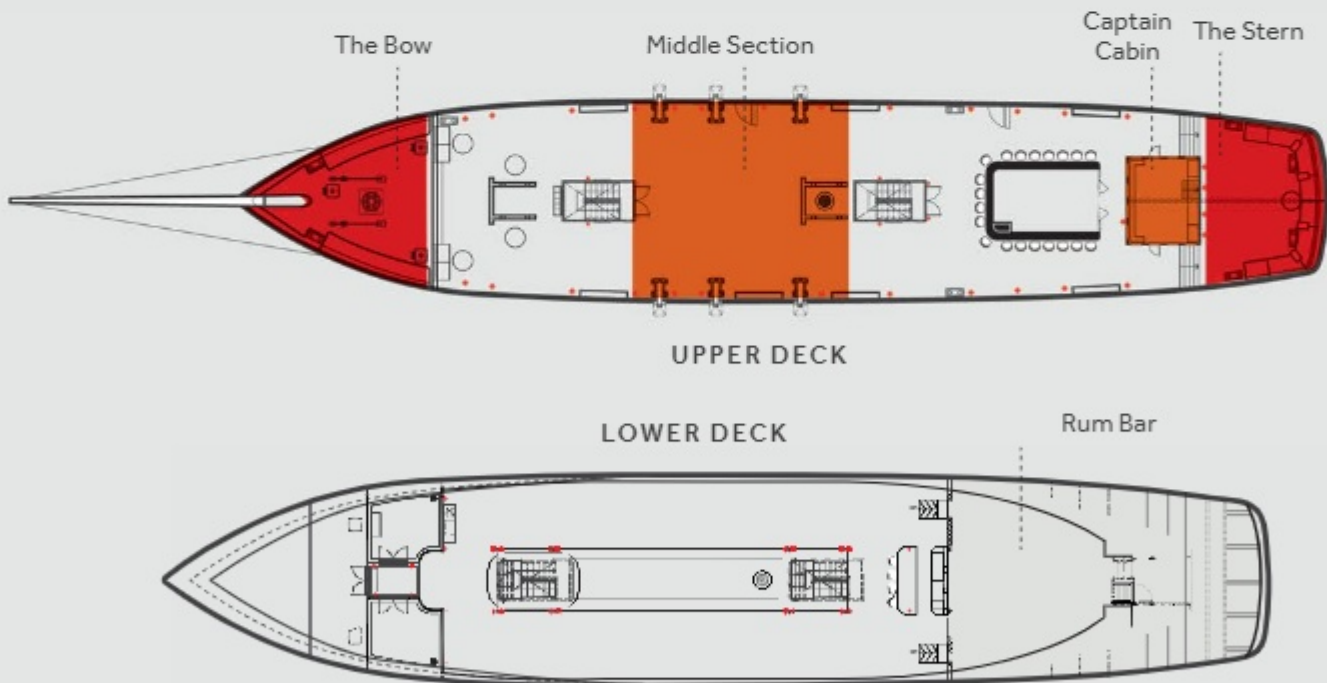 The Bow
Middle Section
Captain
Cabin
The Stern
UPPER DECK
LOWER DECK
Rum Bar